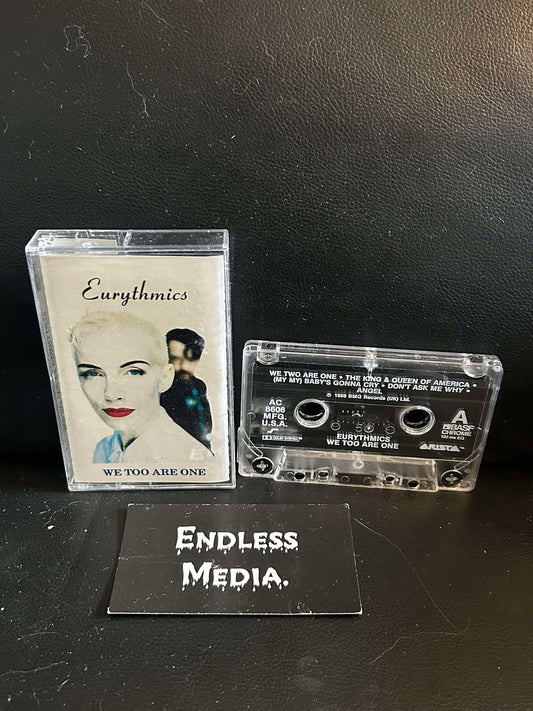 Eurythmics
WE TOO ARE ONE
WE TWO ARE ONE • THE KING & QUEEN OF AMERICA •
(MY MY) BABY'S GONNA CRY • DON'T ASK ME WHY •
ANGEL
℗ 1989 BMG Records (UK) Ltd.
AC
8606
MFG.
U.S.A.
A
BASF
CHROME
EURYTHMICS
WE TOO ARE ONE
ARISTA
ENDLESS
MEDIA.